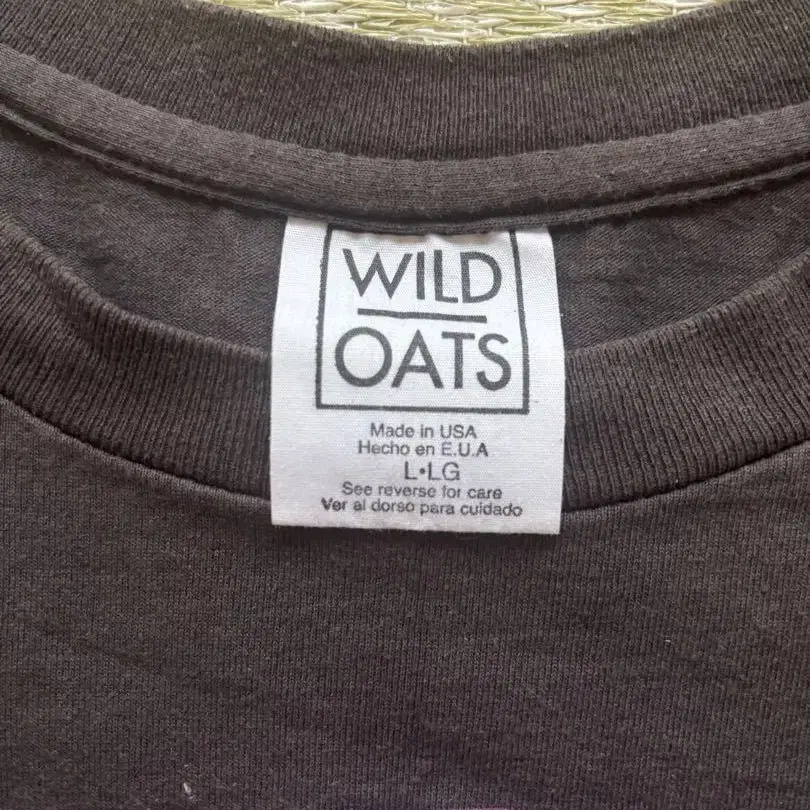 WILD
OATS
Made in USA
Hecho en E.U.A
L•LG
See reverse for care
Ver al dorso para cuidado